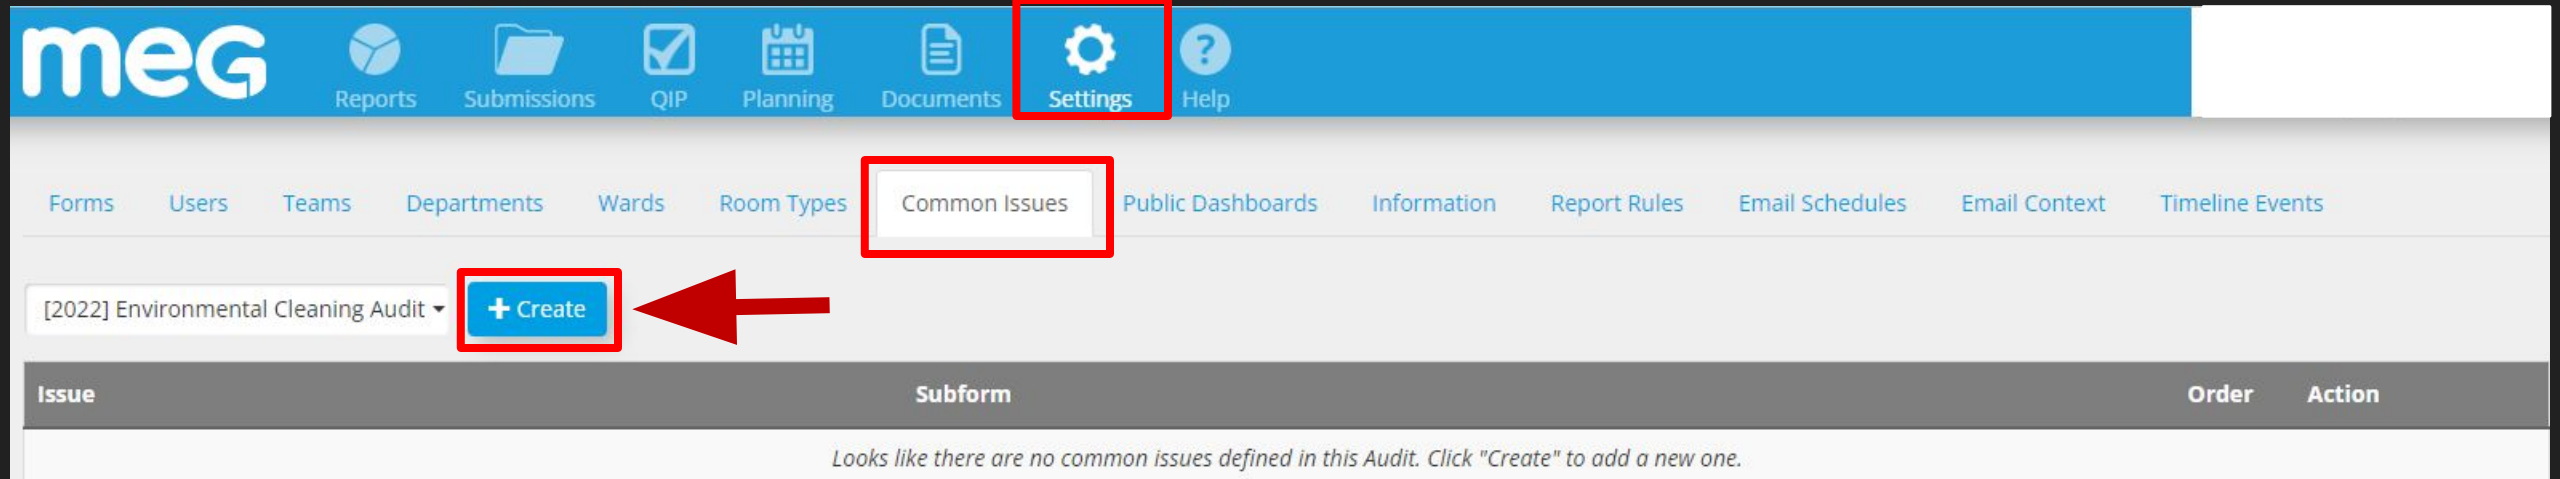 meG
Reports Submissions QIP Planning Documents Settings Help
Forms Users Teams Departments Wards Room Types Common Issues Public Dashboards Information Report Rules Email Schedules Email Context Timeline Events
[2022] Environmental Cleaning Audit + Create
Issue Subform Order Action
Looks like there are no common issues defined in this Audit. Click "Create" to add a new one.